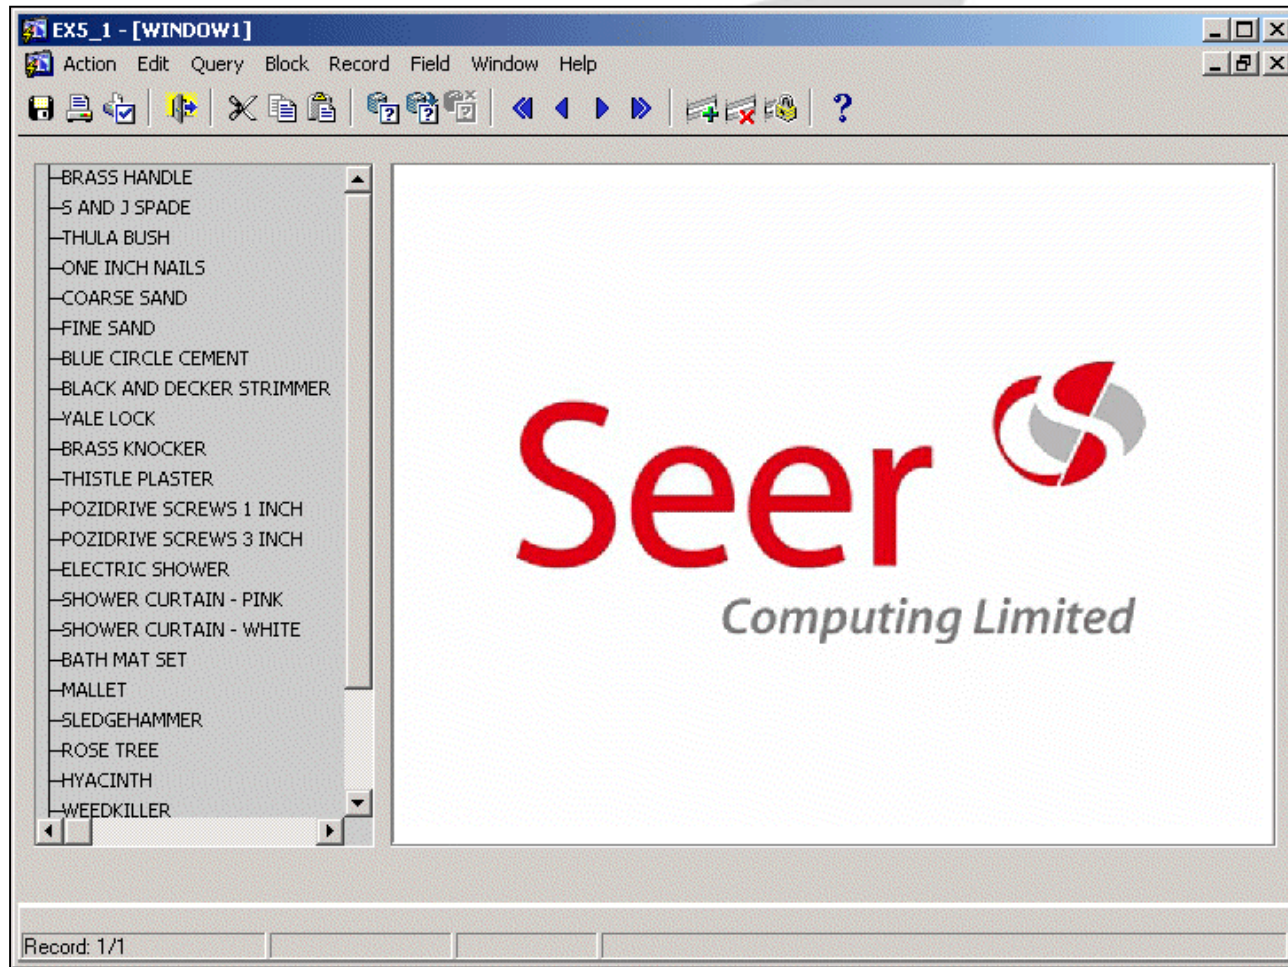 EX5_1 - [WINDOW1]
Action Edit Query Block Record Field Window Help
BRASS HANDLE
S AND J SPADE
THULA BUSH
ONE INCH NAILS
COARSE SAND
FINE SAND
BLUE CIRCLE CEMENT
BLACK AND DECKER STRIMMER
YALE LOCK
BRASS KNOCKER
THISTLE PLASTER
POZIDRIVE SCREWS 1 INCH
POZIDRIVE SCREWS 3 INCH
ELECTRIC SHOWER
SHOWER CURTAIN - PINK
SHOWER CURTAIN - WHITE
BATH MAT SET
MALLET
SLEDGEHAMMER
ROSE TREE
HYACINTH
WEEDKILLER
Seer
Computing Limited
Record: 1/1